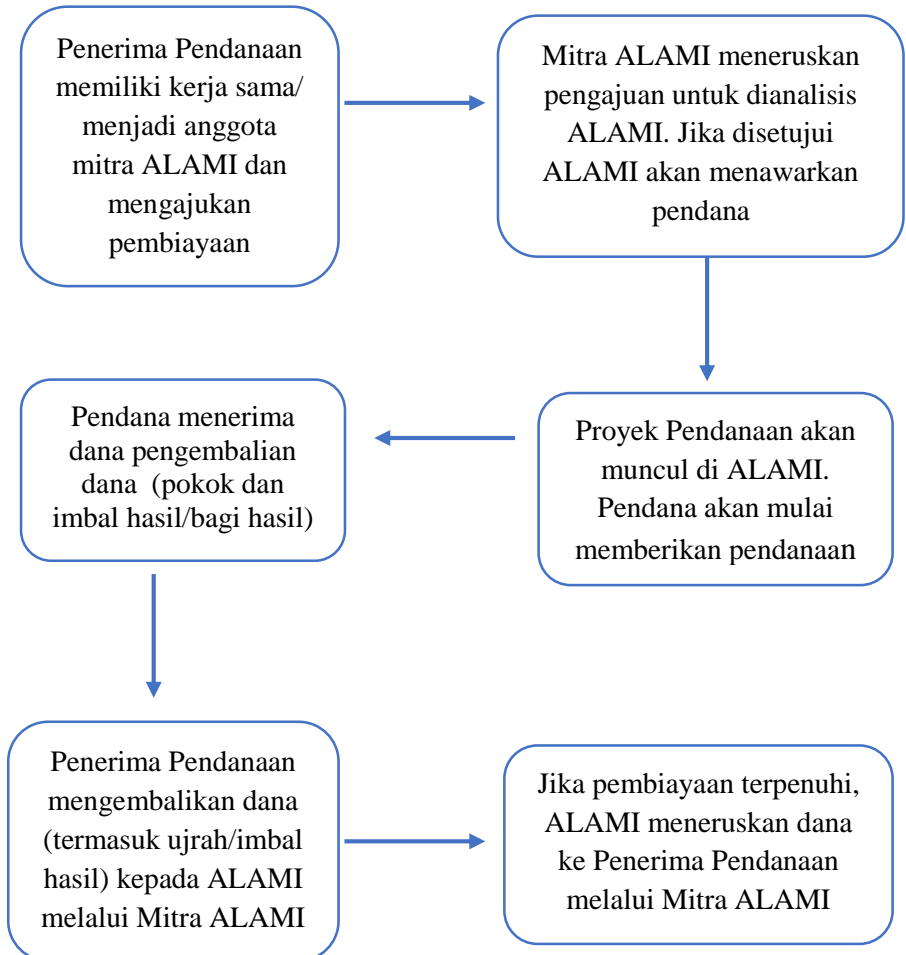 Penerima Pendanaan
memiliki kerja sama/
menjadi anggota
mitra ALAMI dan
mengajukan
pembiayaan
Mitra ALAMI meneruskan
pengajuan untuk dianalisis
ALAMI. Jika disetujui
ALAMI akan menawarkan
pendana
Proyek Pendanaan akan
muncul di ALAMI.
Pendana akan mulai
memberikan pendanaan
Pendana menerima
dana pengembalian
dana (pokok dan
imbal hasil/bagi hasil)
Penerima Pendanaan
mengembalikan dana
(termasuk ujrah/imbal
hasil) kepada ALAMI
melalui Mitra ALAMI
Jika pembiayaan terpenuhi,
ALAMI meneruskan dana
ke Penerima Pendanaan
melalui Mitra ALAMI